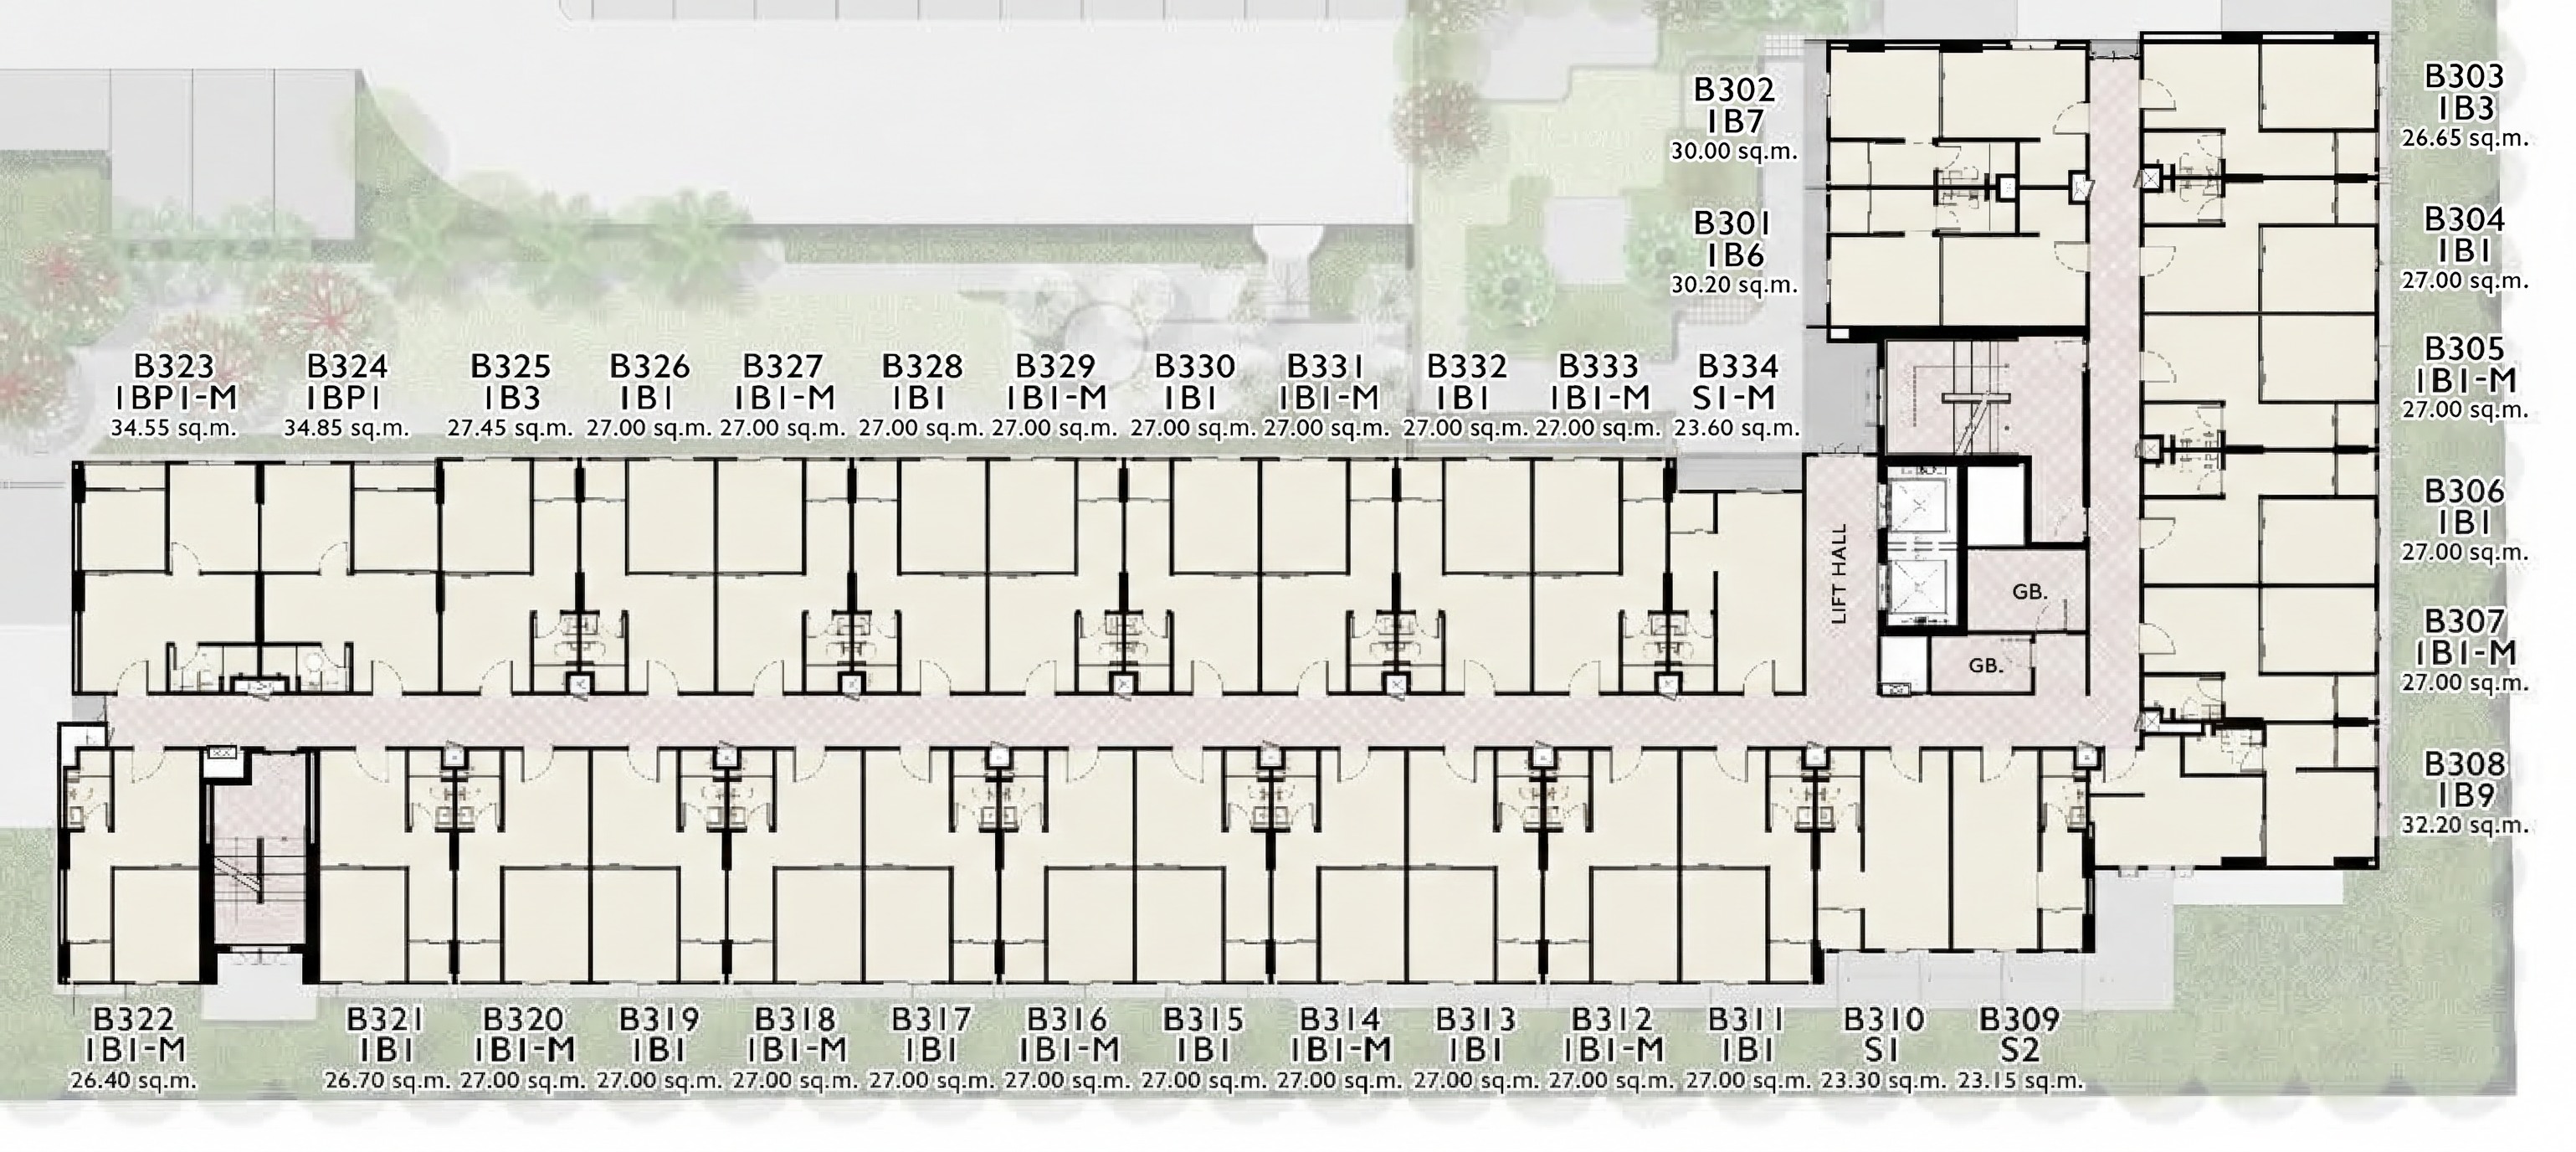 B302
1B7
30.00 sq.m.
B303
1B3
26.65 sq.m.
B301
1B6
30.20 sq.m.
B304
1B1
27.00 sq.m.
B323
1BP1-M
34.55 sq.m.
B324
1BP1
34.85 sq.m.
B325
1B3
27.45 sq.m.
B326
1B1
27.00 sq.m.
B327
1B1-M
27.00 sq.m.
B328
1B1
27.00 sq.m.
B329
1B1-M
27.00 sq.m.
B330
1B1
27.00 sq.m.
B331
1B1-M
27.00 sq.m.
B332
1B1
27.00 sq.m.
B333
1B1-M
27.00 sq.m.
B334
S1-M
23.60 sq.m.
B305
1B1-M
27.00 sq.m.
B306
1B1
27.00 sq.m.
LIFT HALL
GB.
GB.
B307
1B1-M
27.00 sq.m.
B308
1B9
32.20 sq.m.
B322
1B1-M
26.40 sq.m.
B321
1B1
26.70 sq.m.
B320
1B1-M
27.00 sq.m.
B319
1B1
27.00 sq.m.
B318
1B1-M
27.00 sq.m.
B317
1B1
27.00 sq.m.
B316
1B1-M
27.00 sq.m.
B315
1B1
27.00 sq.m.
B314
1B1-M
27.00 sq.m.
B313
1B1
27.00 sq.m.
B312
1B1-M
27.00 sq.m.
B311
1B1
27.00 sq.m.
B310
S1
23.30 sq.m.
B309
S2
23.15 sq.m.